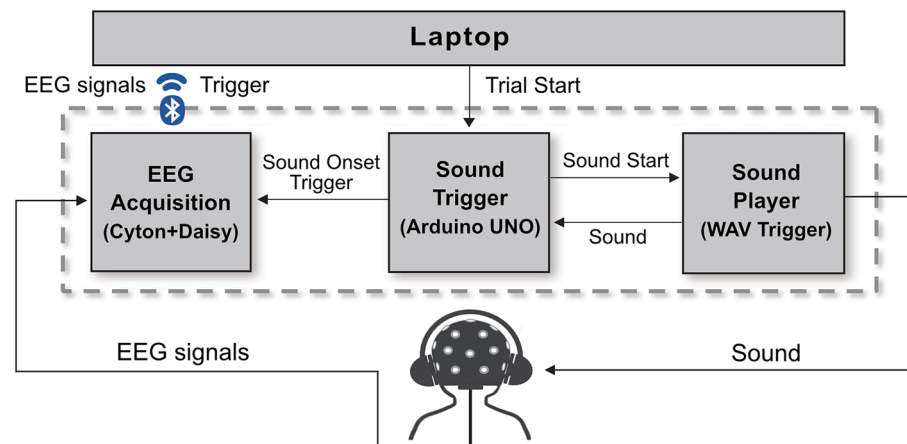 Laptop
EEG signals
Trigger
Trial Start
EEG
Acquisition
(Cyton+Daisy)
Sound Onset
Trigger
Sound
Trigger
(Arduino UNO)
Sound Start
Sound
Sound
Player
(WAV Trigger)
EEG signals
Sound